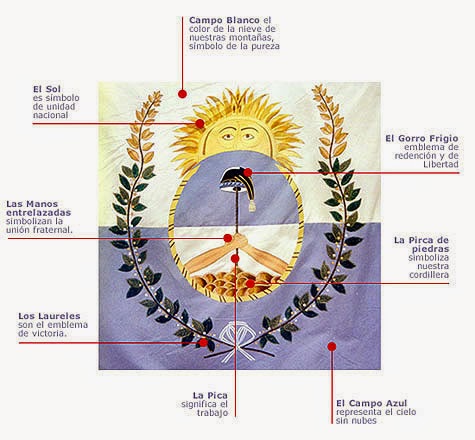 Campo Blanco el
color de la nieve de
nuestras montañas,
símbolo de la pureza
El Sol
es símbolo
de unidad
nacional
El Gorro Frigio
emblema de
redención y de
Libertad
Las Manos
entrelazadas
simbolizan la
unión fraternal.
La Pirca de
piedras
simboliza
nuestra
cordillera
Los Laureles
son el emblema
de victoria.
La Pica
significa el
trabajo
El Campo Azul
representa el cielo
sin nubes